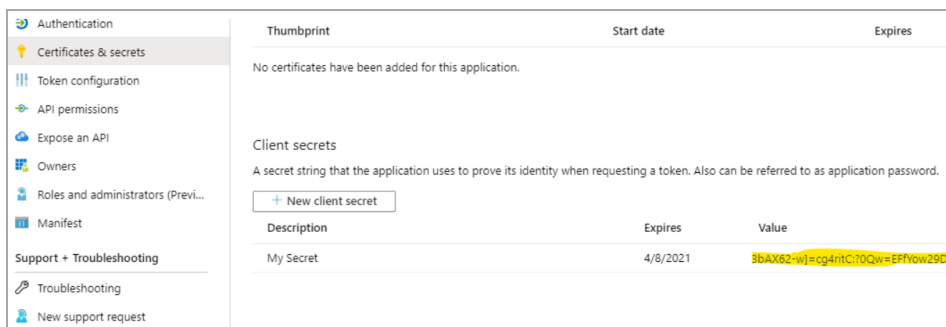 Authentication
Certificates & secrets
Token configuration
API permissions
Expose an API
Owners
Roles and administrators (Previ...
Manifest
Support + Troubleshooting
Troubleshooting
New support request
Thumbprint Start date Expires
No certificates have been added for this application.
Client secrets
A secret string that the application uses to prove its identity when requesting a token. Also can be referred to as application password.
+ New client secret
Description Expires Value
My Secret 4/8/2021 3bAX62-w]=cg4ritC:?0Qw=EFfYow29D